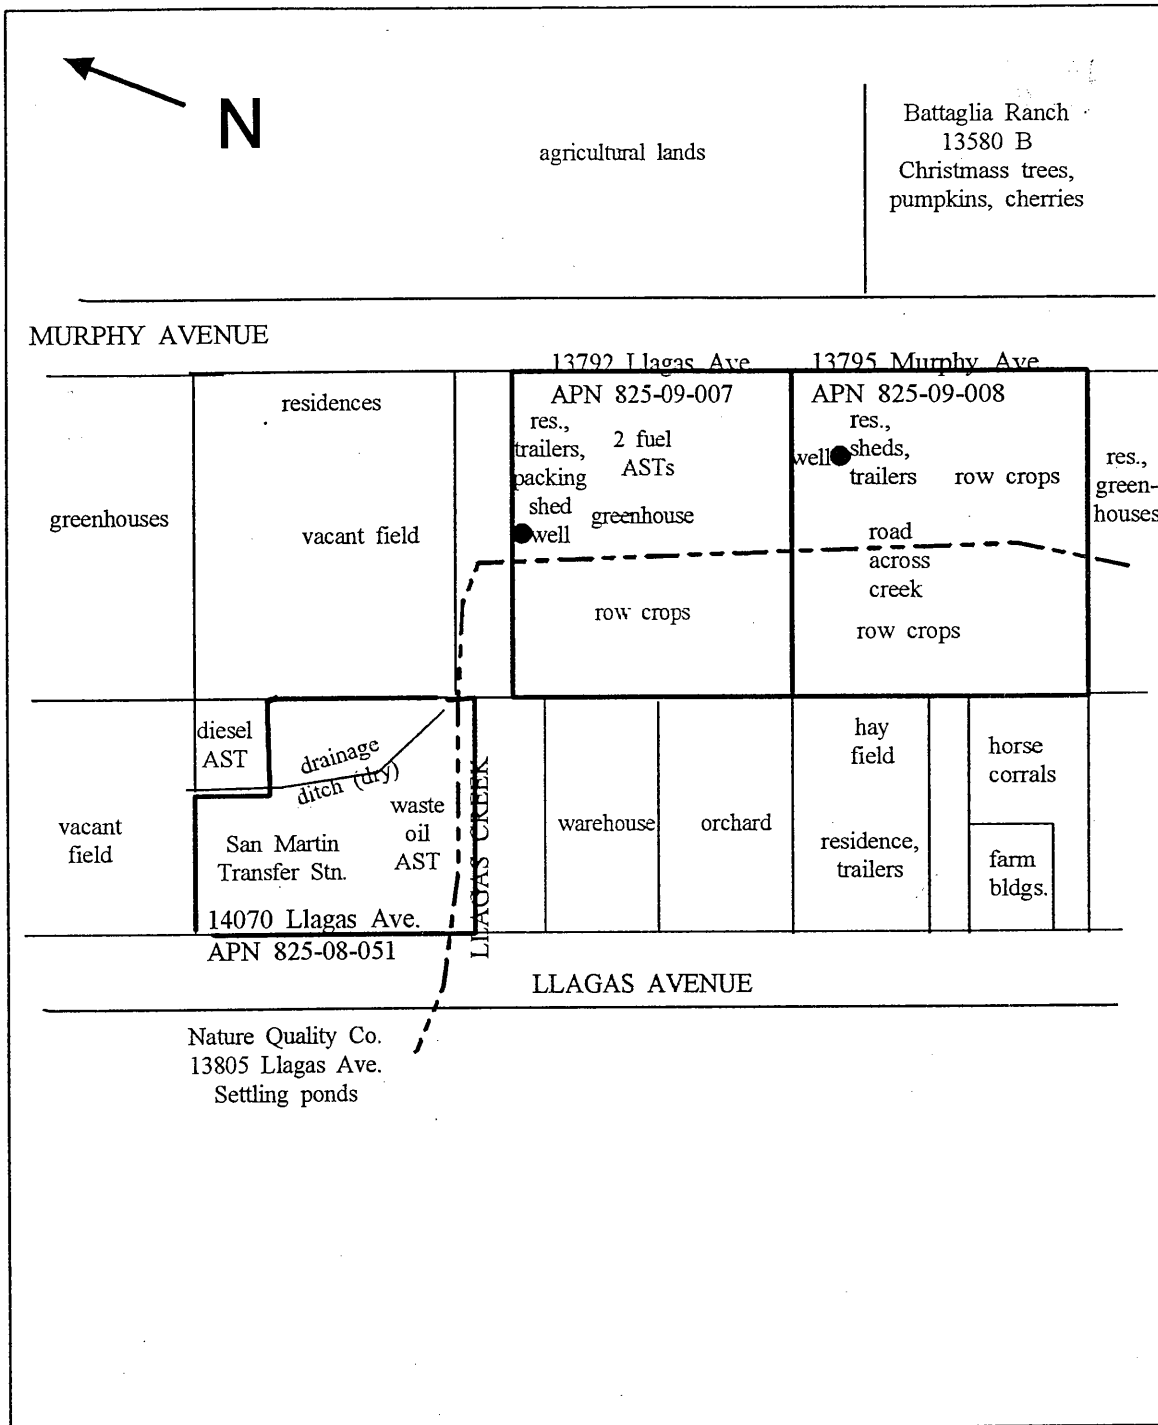 N
agricultural lands
Battaglia Ranch
13580 B
Christmass trees,
pumpkins, cherries
MURPHY AVENUE
13792 Llagas Ave
APN 825-09-007
13795 Murphy Ave
APN 825-09-008
residences
greenhouses
vacant field
res.,
trailers,
packing
shed
well
2 fuel
ASTs
greenhouse
row crops
well
res.,
sheds,
trailers
row crops
road
across
creek
row crops
res.,
green-
houses
diesel
AST
drainage
ditch (dry)
vacant
field
San Martin
Transfer Stn.
waste
oil
AST
14070 Llagas Ave.
APN 825-08-051
LLAGAS CREEK
warehouse
orchard
hay
field
residence,
trailers
horse
corrals
farm
bldgs.
LLAGAS AVENUE
Nature Quality Co.
13805 Llagas Ave.
Settling ponds